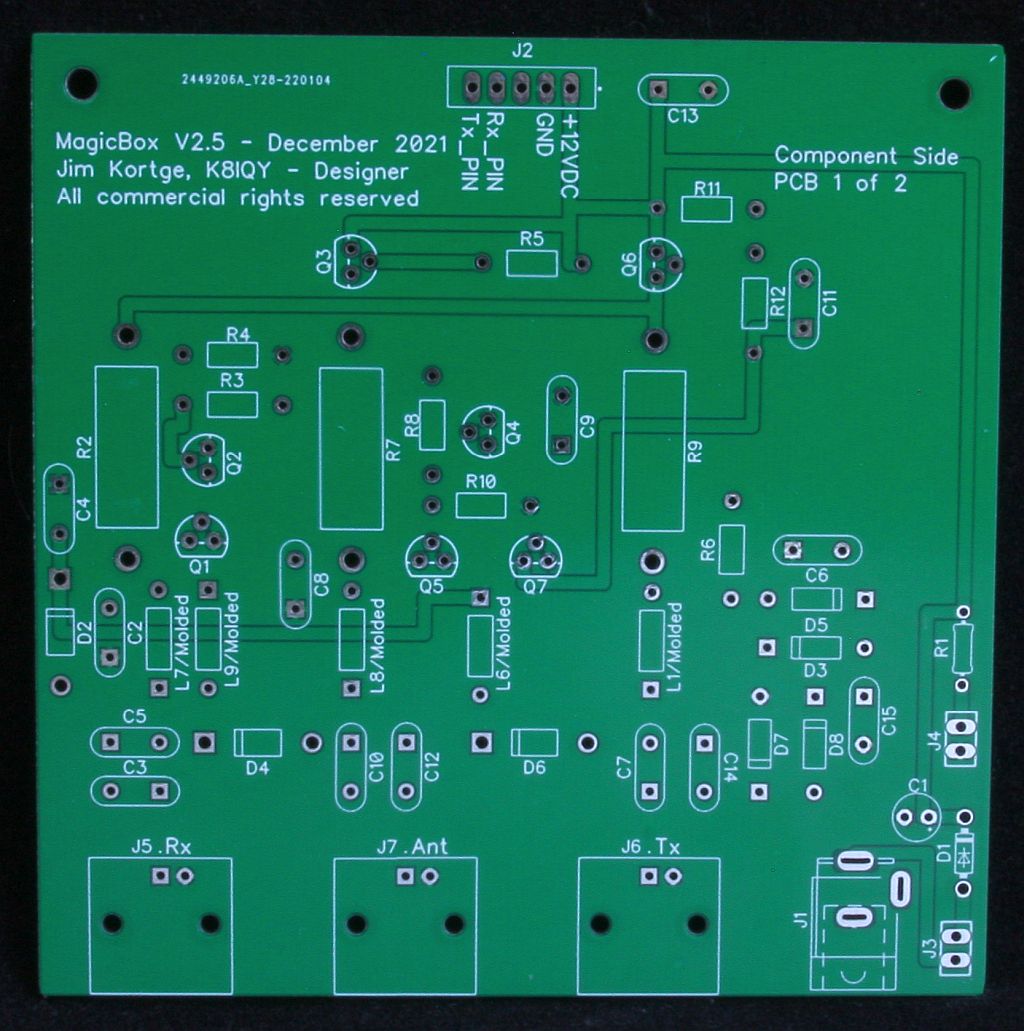 J2
2449206A_Y28-220104
C13
MagicBox V2.5 - December 2021
Jim Kortge, K8IQY - Designer
All commercial rights reserved
Tx_PIN
Rx_PIN
GND
+12VDC
Component Side
PCB 1 of 2
R11
Q3
R5
Q6
R12
C11
R4
R3
R2
Q2
R7
R8
Q4
C9
R9
C4
R10
Q1
C8
Q5
Q7
R6
C6
D2
C2
L7/Molded
L9/Molded
L8/Molded
L6/Molded
L1/Molded
D5
D3
R1
C5
C3
D4
C10
C12
D6
C7
C14
D7
D8
C15
J4
C1
D1
J5.Rx
J7.Ant
J6.Tx
J1
J3